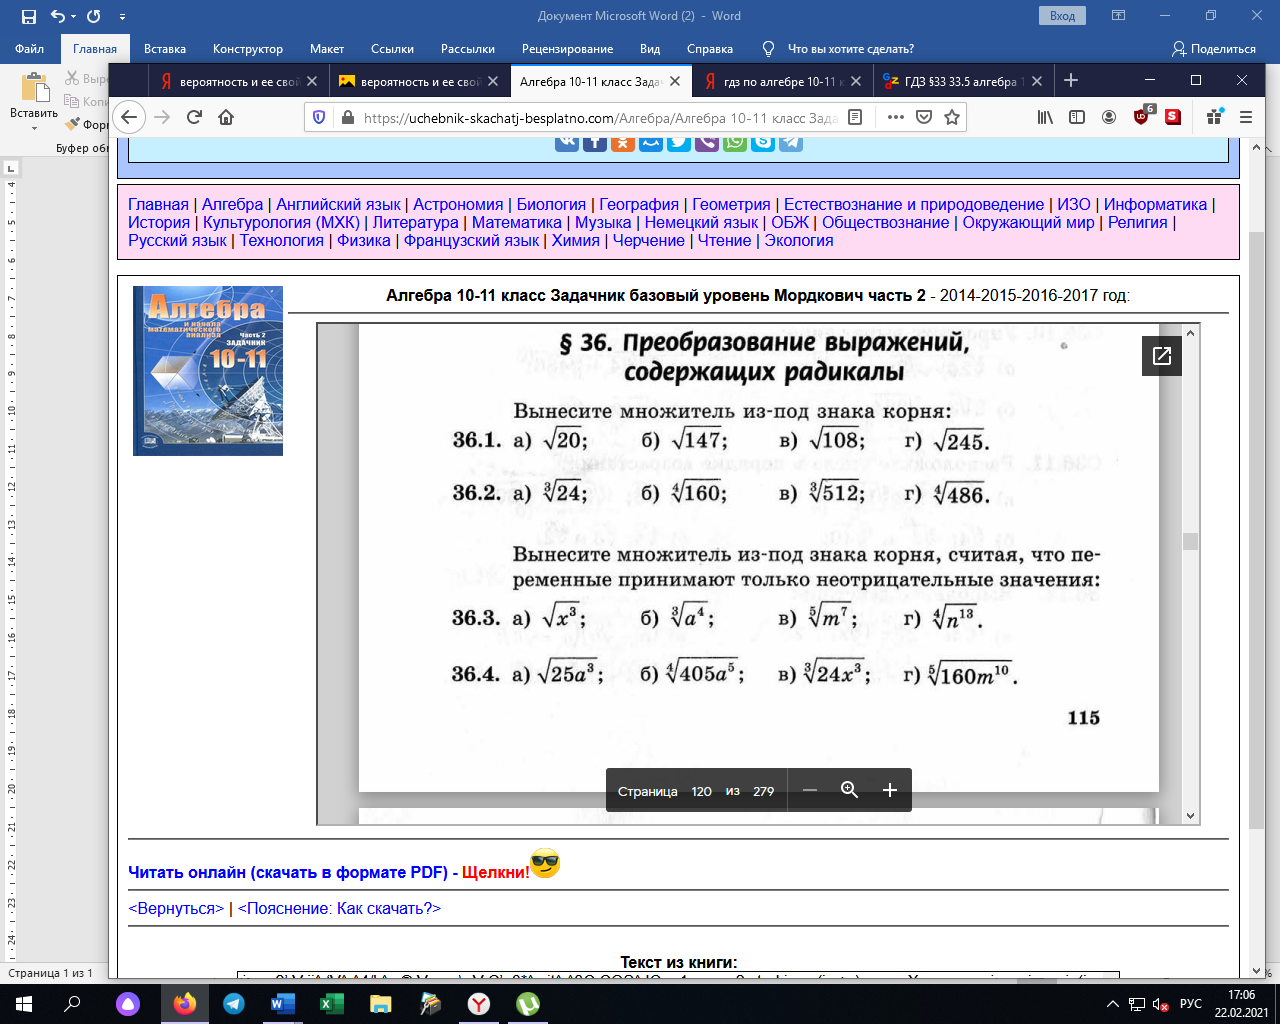 Документ Microsoft Word (2) - Word
Вход
Файл Главная Вставка Конструктор Макет Ссылки Рассылки Рецензирование Вид Справка Что вы хотите сделать? Поделиться
Вставить
Буфер
вероятность и ее свой
вероятность и ее свой
Алгебра 10-11 класс Зада
гдз по алгебре 10-11 к
ГДЗ §33 33.5 алгебра 1
https://uchebnik-skachatj-besplatno.com/Алгебра/Алгебра 10-11 класс Зада
6
Главная | Алгебра | Английский язык | Астрономия | Биология | География | Геометрия | Естествознание и природоведение | ИЗО | Информатика |
История | Культурология (МХК) | Литература | Математика | Музыка | Немецкий язык | ОБЖ | Обществознание | Окружающий мир | Религия |
Русский язык | Технология | Физика | Французский язык | Химия | Черчение | Чтение | Экология
Алгебра 10-11 класс Задачник базовый уровень Мордкович часть 2 - 2014-2015-2016-2017 год:
Алгебра
и начала
математического
анализа
Часть 2
ЗАДАЧНИК
10-11
§ 36. Преобразование выражений,
содержащих радикалы
Вынесите множитель из-под знака корня:
36.1. а) √20; б) √147; в) √108; г) √245.
36.2. а) ∛24; б) ∜160; в) ∛512; г) ∜486.
Вынесите множитель из-под знака корня, считая, что пе-
ременные принимают только неотрицательные значения:
36.3. а) √x³; б) ∛a⁴; в) ⁵√m⁷; г) ∜n¹³.
36.4. а) √25a³; б) ∜405a⁵; в) ∛24x³; г) ⁵√160m¹⁰.
115
Страница 120 из 279
Читать онлайн (скачать в формате PDF) - Щелкни!
<Вернуться> | <Пояснение: Как скачать?>
Текст из книги:
Страница 1 из 1
РУС
17:06
22.02.2021